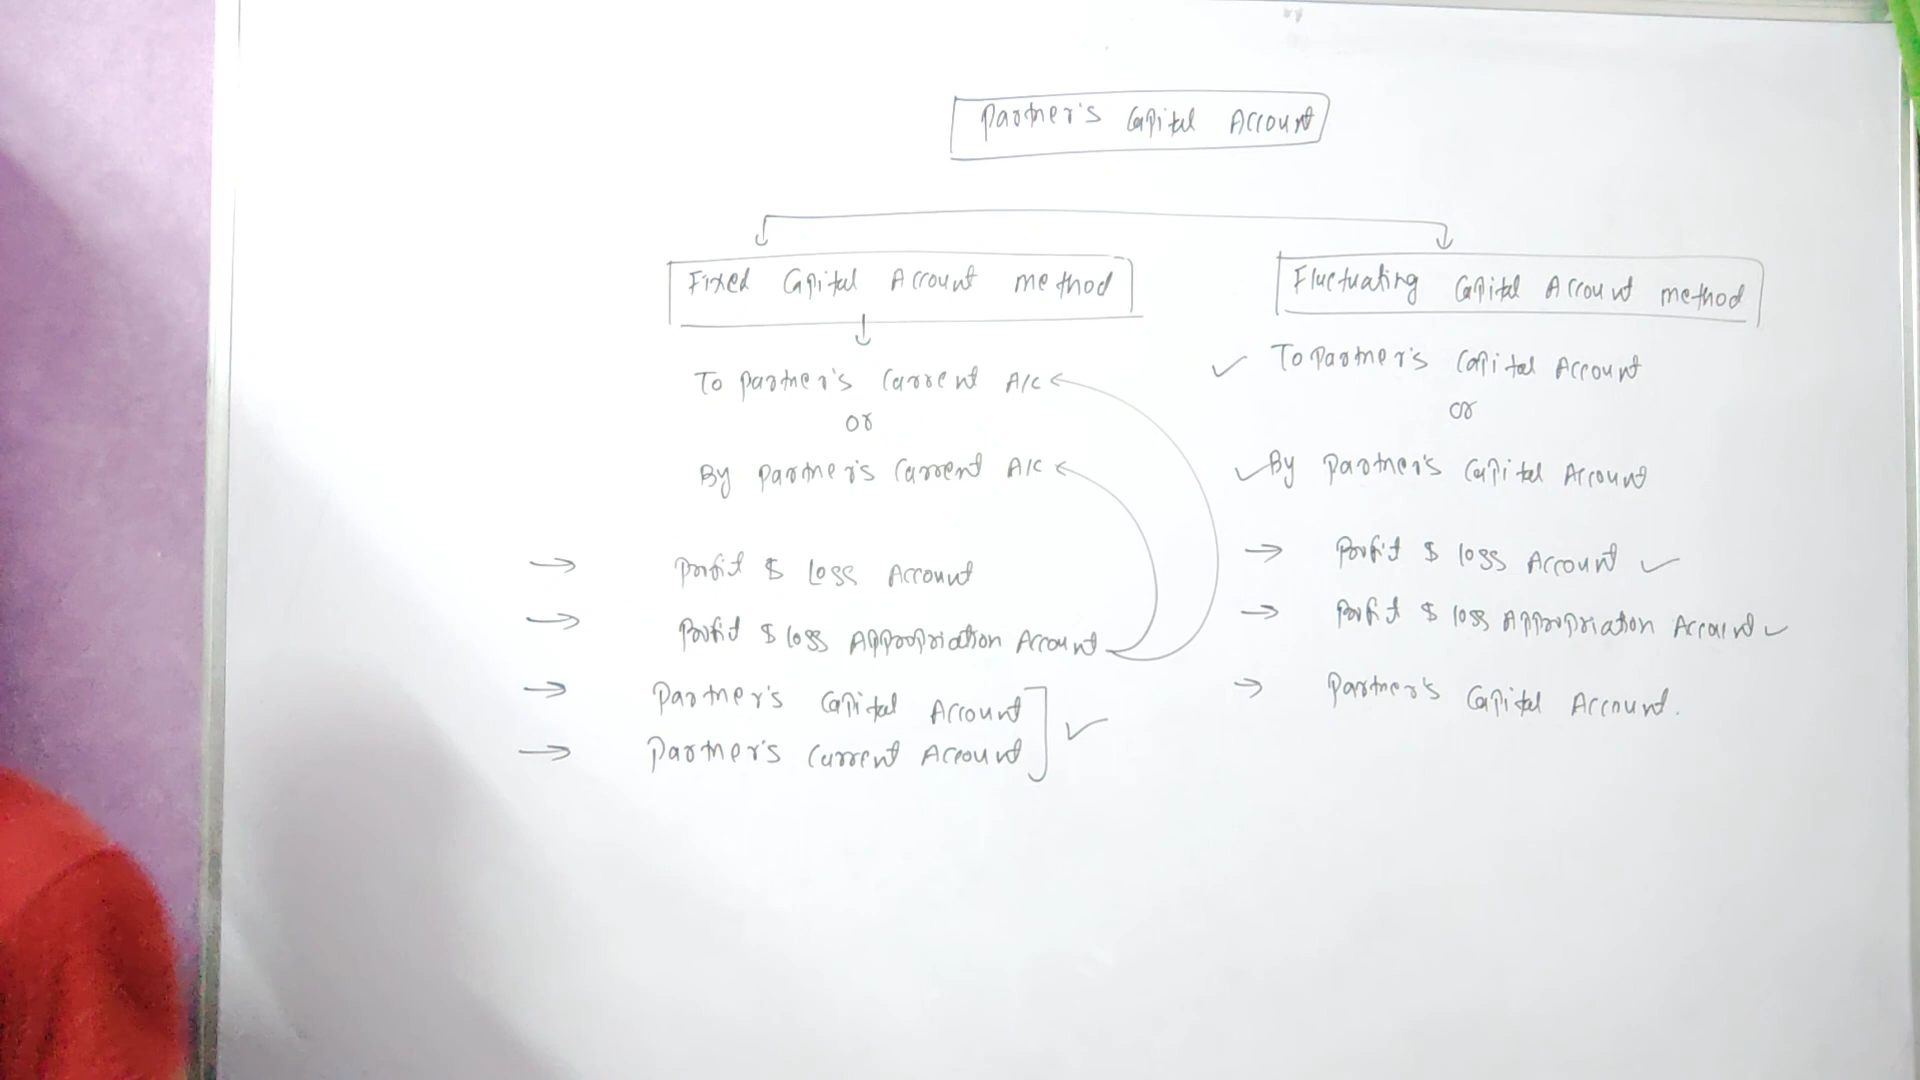 Partner's Capital Account
Fixed Capital Account method
Fluctuating Capital Account method
To partner's Current A/C
or
By partner's Current A/C
→ Profit & Loss Account
→ Profit & loss Appropriation Account
→ Partner's Capital Account
→ Partner's Current Account
✓ To Partner's Capital Account
or
✓ By Partner's Capital Account
→ Profit & loss Account ✓
→ Profit & loss Appropriation Account ✓
→ Partner's Capital Account.